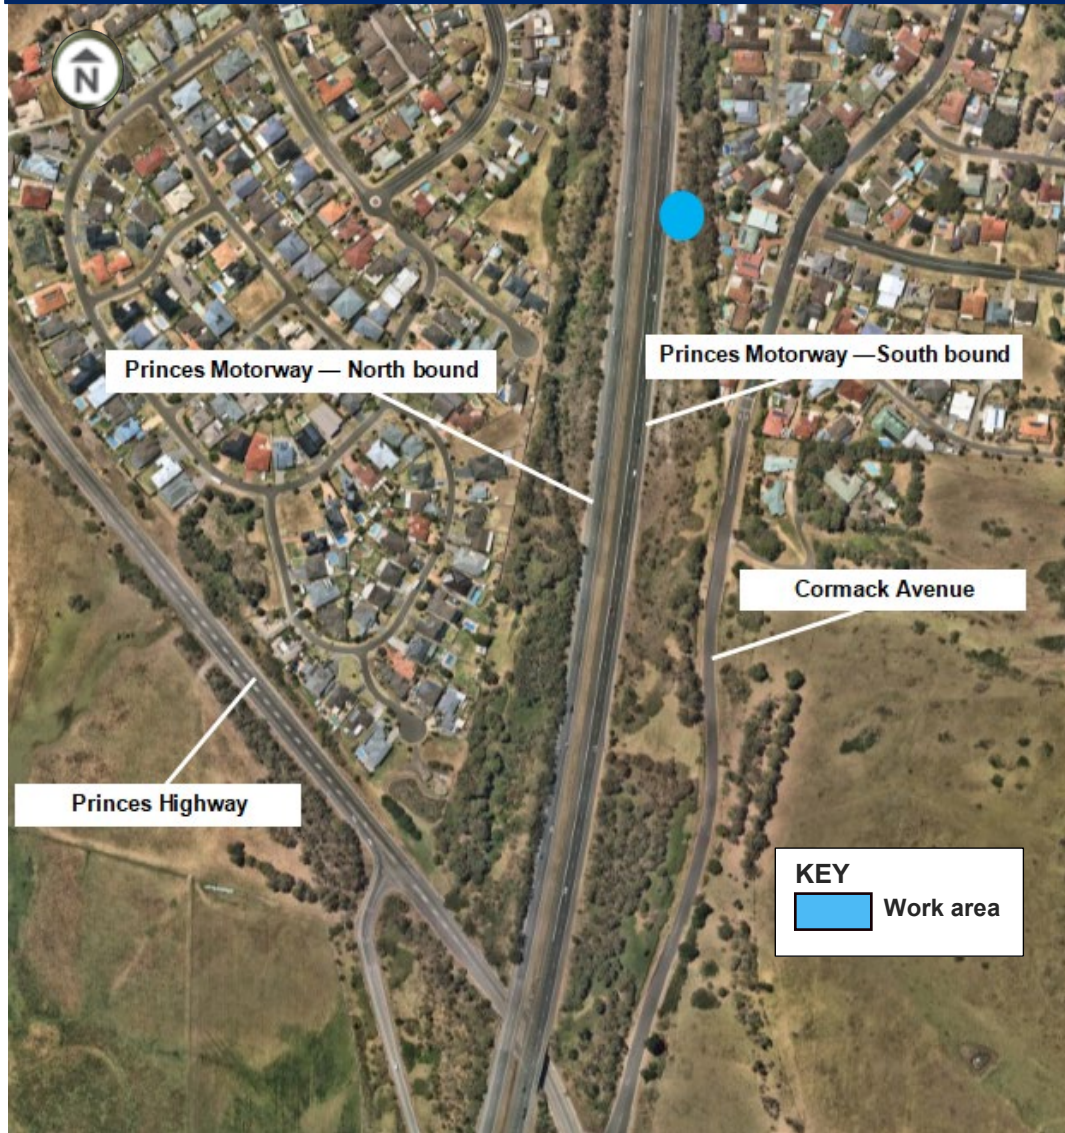 N
Princes Motorway — North bound
Princes Motorway —South bound
Cormack Avenue
Princes Highway
KEY
Work area